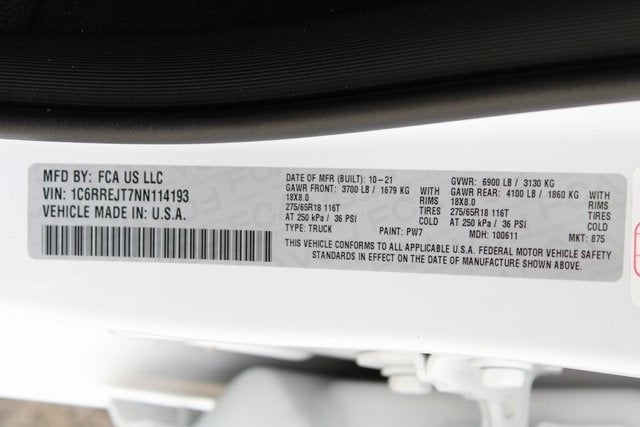 MFD BY: FCA US LLC
VIN: 1C6RREJT7NN114193
VEHICLE MADE IN: U.S.A.
DATE OF MFR (BUILT): 10-21
GAWR FRONT: 3700 LB / 1679 KG
18X8.0 RIMS
275/65R18 116T TIRES
AT 250 kPa / 36 PSI COLD
TYPE: TRUCK PAINT: PW7
GVWR: 6900 LB / 3130 KG
GAWR REAR: 4100 LB / 1860 KG WITH
18X8.0 RIMS
275/65R18 116T TIRES
AT 250 kPa / 36 PSI COLD
MDH: 100611 MKT: 875
THIS VEHICLE CONFORMS TO ALL APPLICABLE U.S.A. FEDERAL MOTOR VEHICLE SAFETY
STANDARDS IN EFFECT ON THE DATE OF MANUFACTURE SHOWN ABOVE.